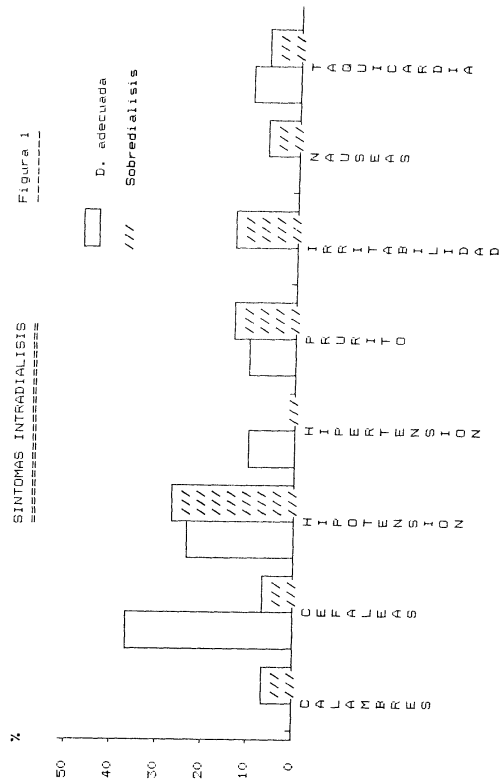 SINTOMAS INTRADIALISIS
=======================
Figura 1
--------
D. adecuada
/// Sobredialisis
%
50
40
30
20
10
0
CALAMBRES
CEFALEAS
HIPOTENSION
HIPERTENSION
PRURITO
IRRITABILIDAD
NAUSEAS
TAQUICARDIA